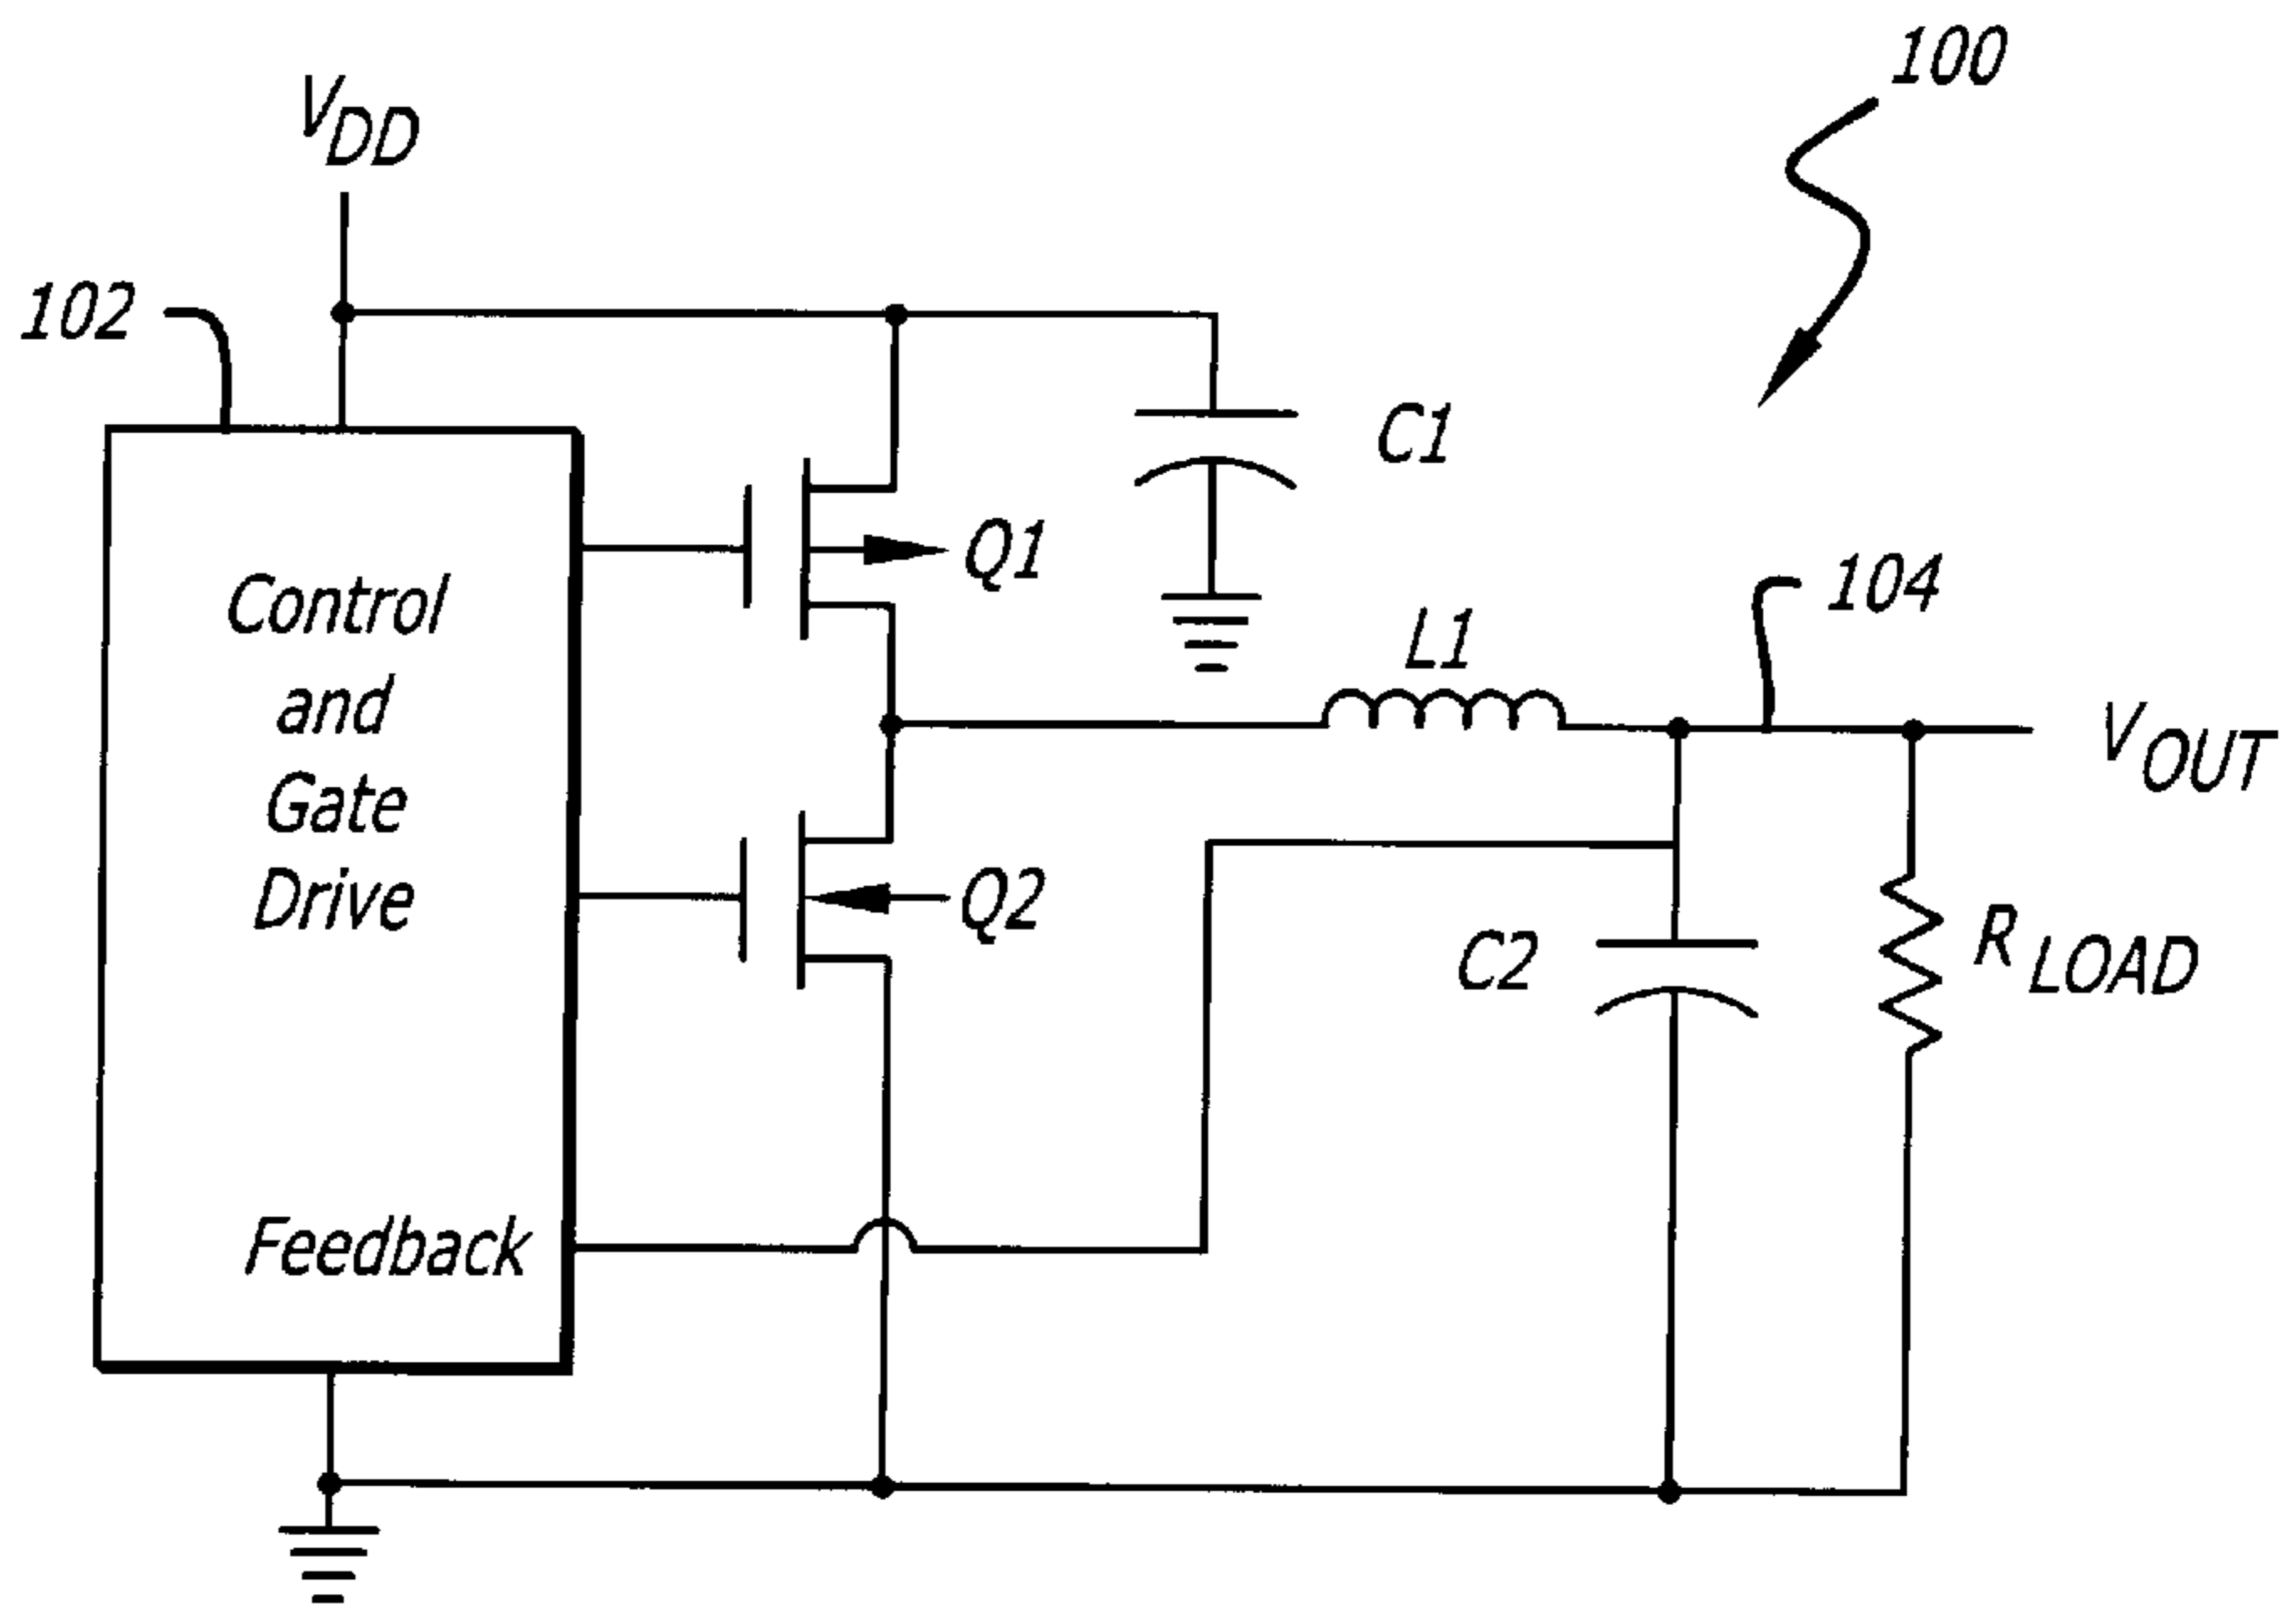 100
VDD
102
C1
Q1
Control
and
Gate
Drive
104
L1
VOUT
Q2
C2
RLOAD
Feedback